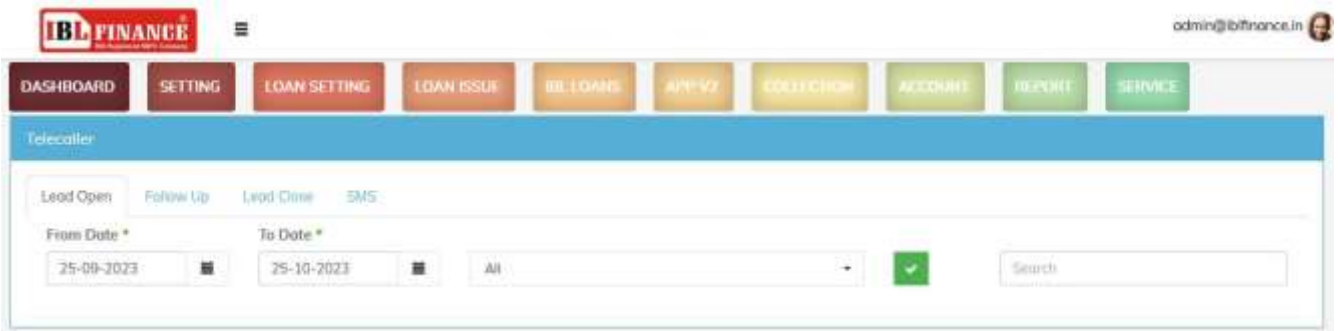 IBL FINANCE
admin@iblfinance.in
DASHBOARD SETTING LOAN SETTING LOAN ISSUE IBL LOANS APP V2 COLLECTION ACCOUNT REPORT SERVICE
Telecaller
Lead Open Follow Up Lead Close SMS
From Date * To Date *
25-09-2023 25-10-2023 All Search